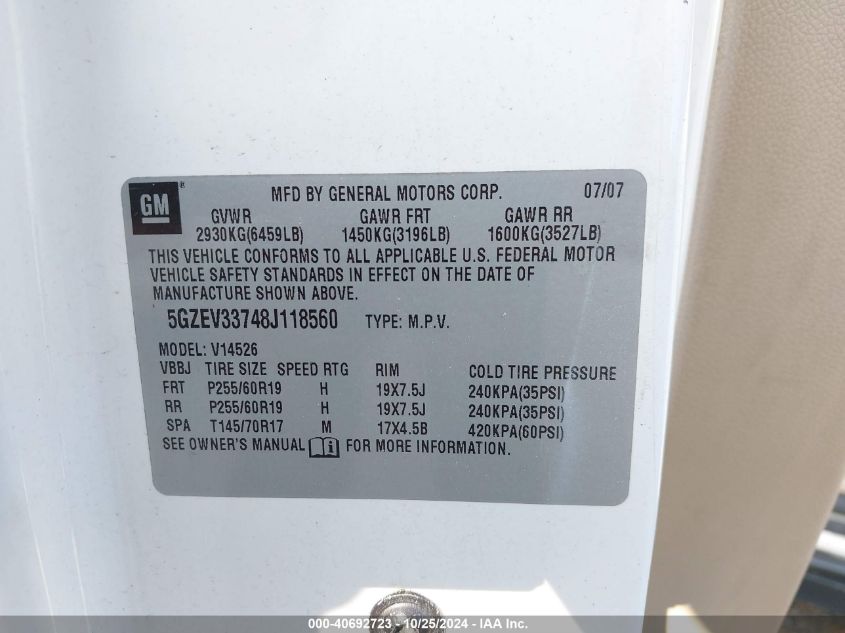 GM®
MFD BY GENERAL MOTORS CORP. 07/07
GVWR GAWR FRT GAWR RR
2930KG(6459LB) 1450KG(3196LB) 1600KG(3527LB)
THIS VEHICLE CONFORMS TO ALL APPLICABLE U.S. FEDERAL MOTOR
VEHICLE SAFETY STANDARDS IN EFFECT ON THE DATE OF
MANUFACTURE SHOWN ABOVE.
5GZEV33748J118560 TYPE: M.P.V.
MODEL: V14526
VBBJ TIRE SIZE SPEED RTG RIM COLD TIRE PRESSURE
FRT P255/60R19 H 19X7.5J 240KPA(35PSI)
RR P255/60R19 H 19X7.5J 240KPA(35PSI)
SPA T145/70R17 M 17X4.5B 420KPA(60PSI)
SEE OWNER'S MANUAL i FOR MORE INFORMATION.
000-40692723 - 10/25/2024 - IAA Inc.